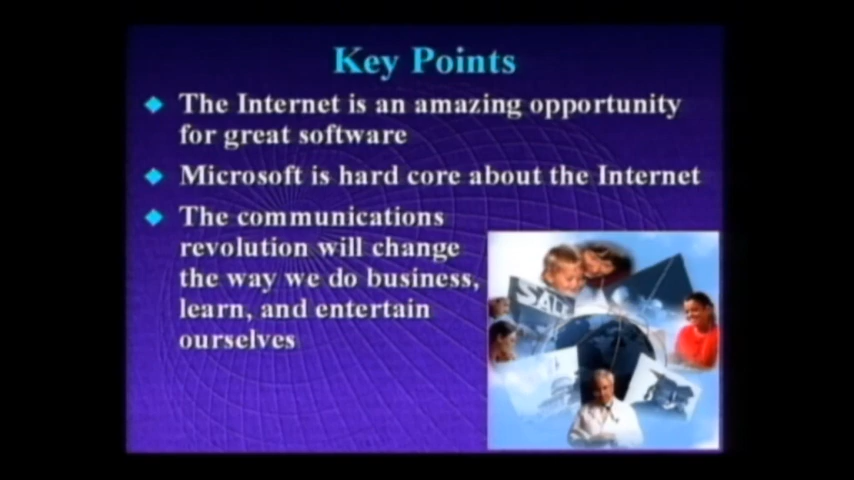 Key Points
The Internet is an amazing opportunity
for great software
Microsoft is hard core about the Internet
The communications
revolution will change
the way we do business,
learn, and entertain
ourselves
SALE